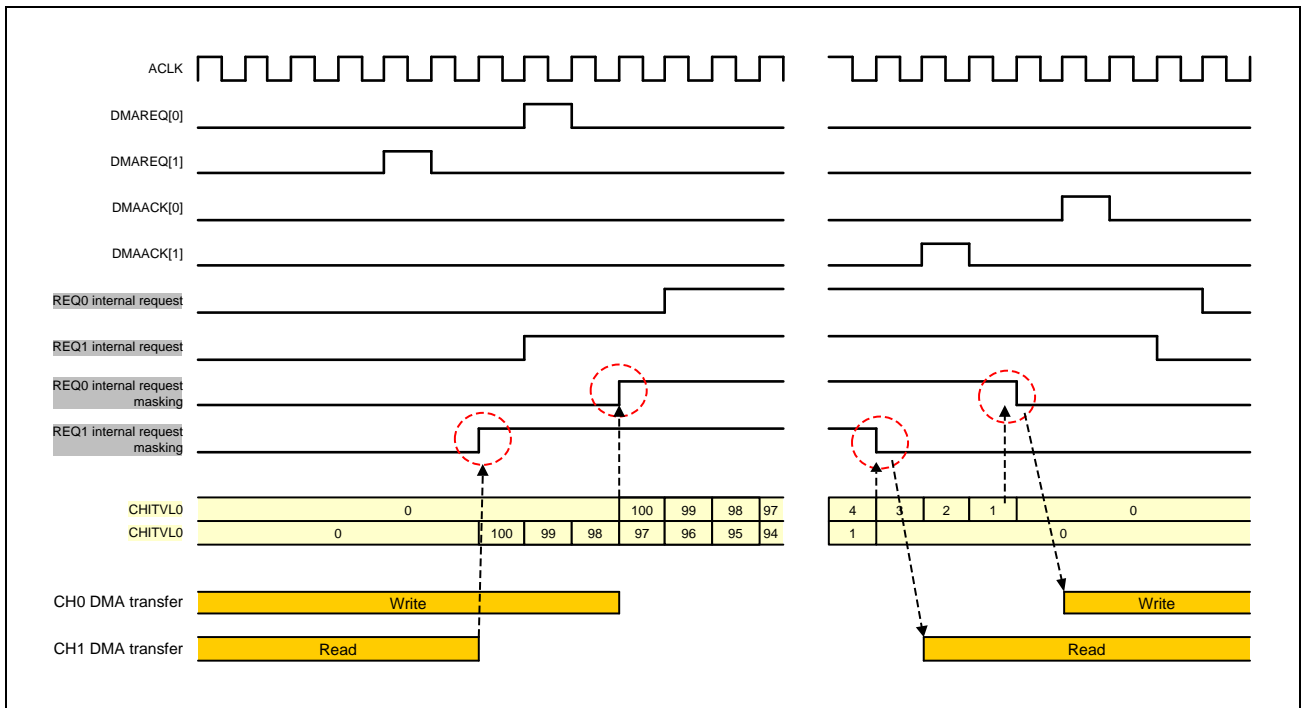 ACLK
DMAREQ[0]
DMAREQ[1]
DMAACK[0]
DMAACK[1]
REQ0 internal request
REQ1 internal request
REQ0 internal request
masking
REQ1 internal request
masking
CHITVL0 0 100 99 98 97 4 3 2 1 0
CHITVL0 0 100 99 98 97 96 95 94 1 0
CH0 DMA transfer Write Write
CH1 DMA transfer Read Read